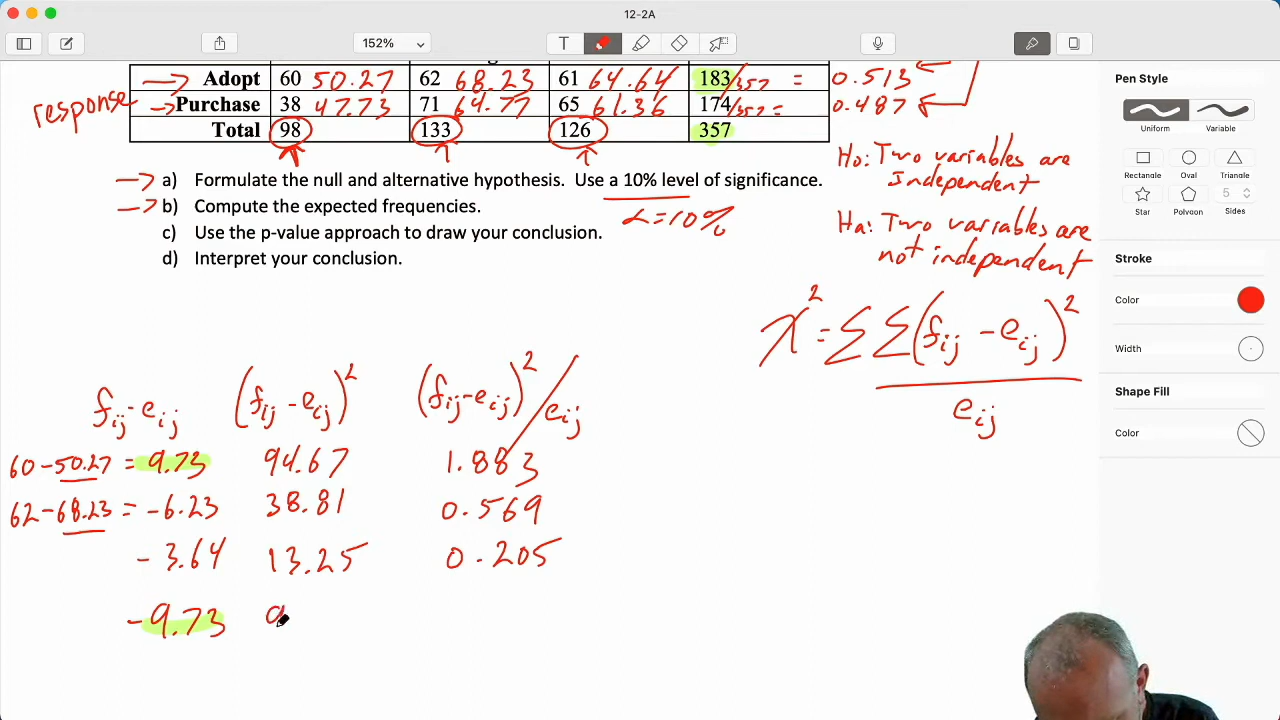 12-2A
152%
T
Pen Style
Uniform Variable
Rectangle Oval Triangle
5
Star Polygon Sides
Stroke
Color
Width
Shape Fill
Color
response
→ Adopt 60 50.27 62 68.23 61 64.64 183/357 = 0.513
→ Purchase 38 47.73 71 64.77 65 61.36 174/357 = 0.487
Total 98 133 126 357
a) Formulate the null and alternative hypothesis. Use a 10% level of significance.
b) Compute the expected frequencies.
α = 10%
c) Use the p-value approach to draw your conclusion.
d) Interpret your conclusion.
Ho: Two variables are
Independent
Ha: Two variables are
not independent
χ² = ΣΣ(fij - eij)²
eij
fij - eij (fij - eij)² (fij - eij)²/eij
60 - 50.27 = 9.73 94.67 1.883
62 - 68.23 = -6.23 38.81 0.569
-3.64 13.25 0.205
-9.73 9